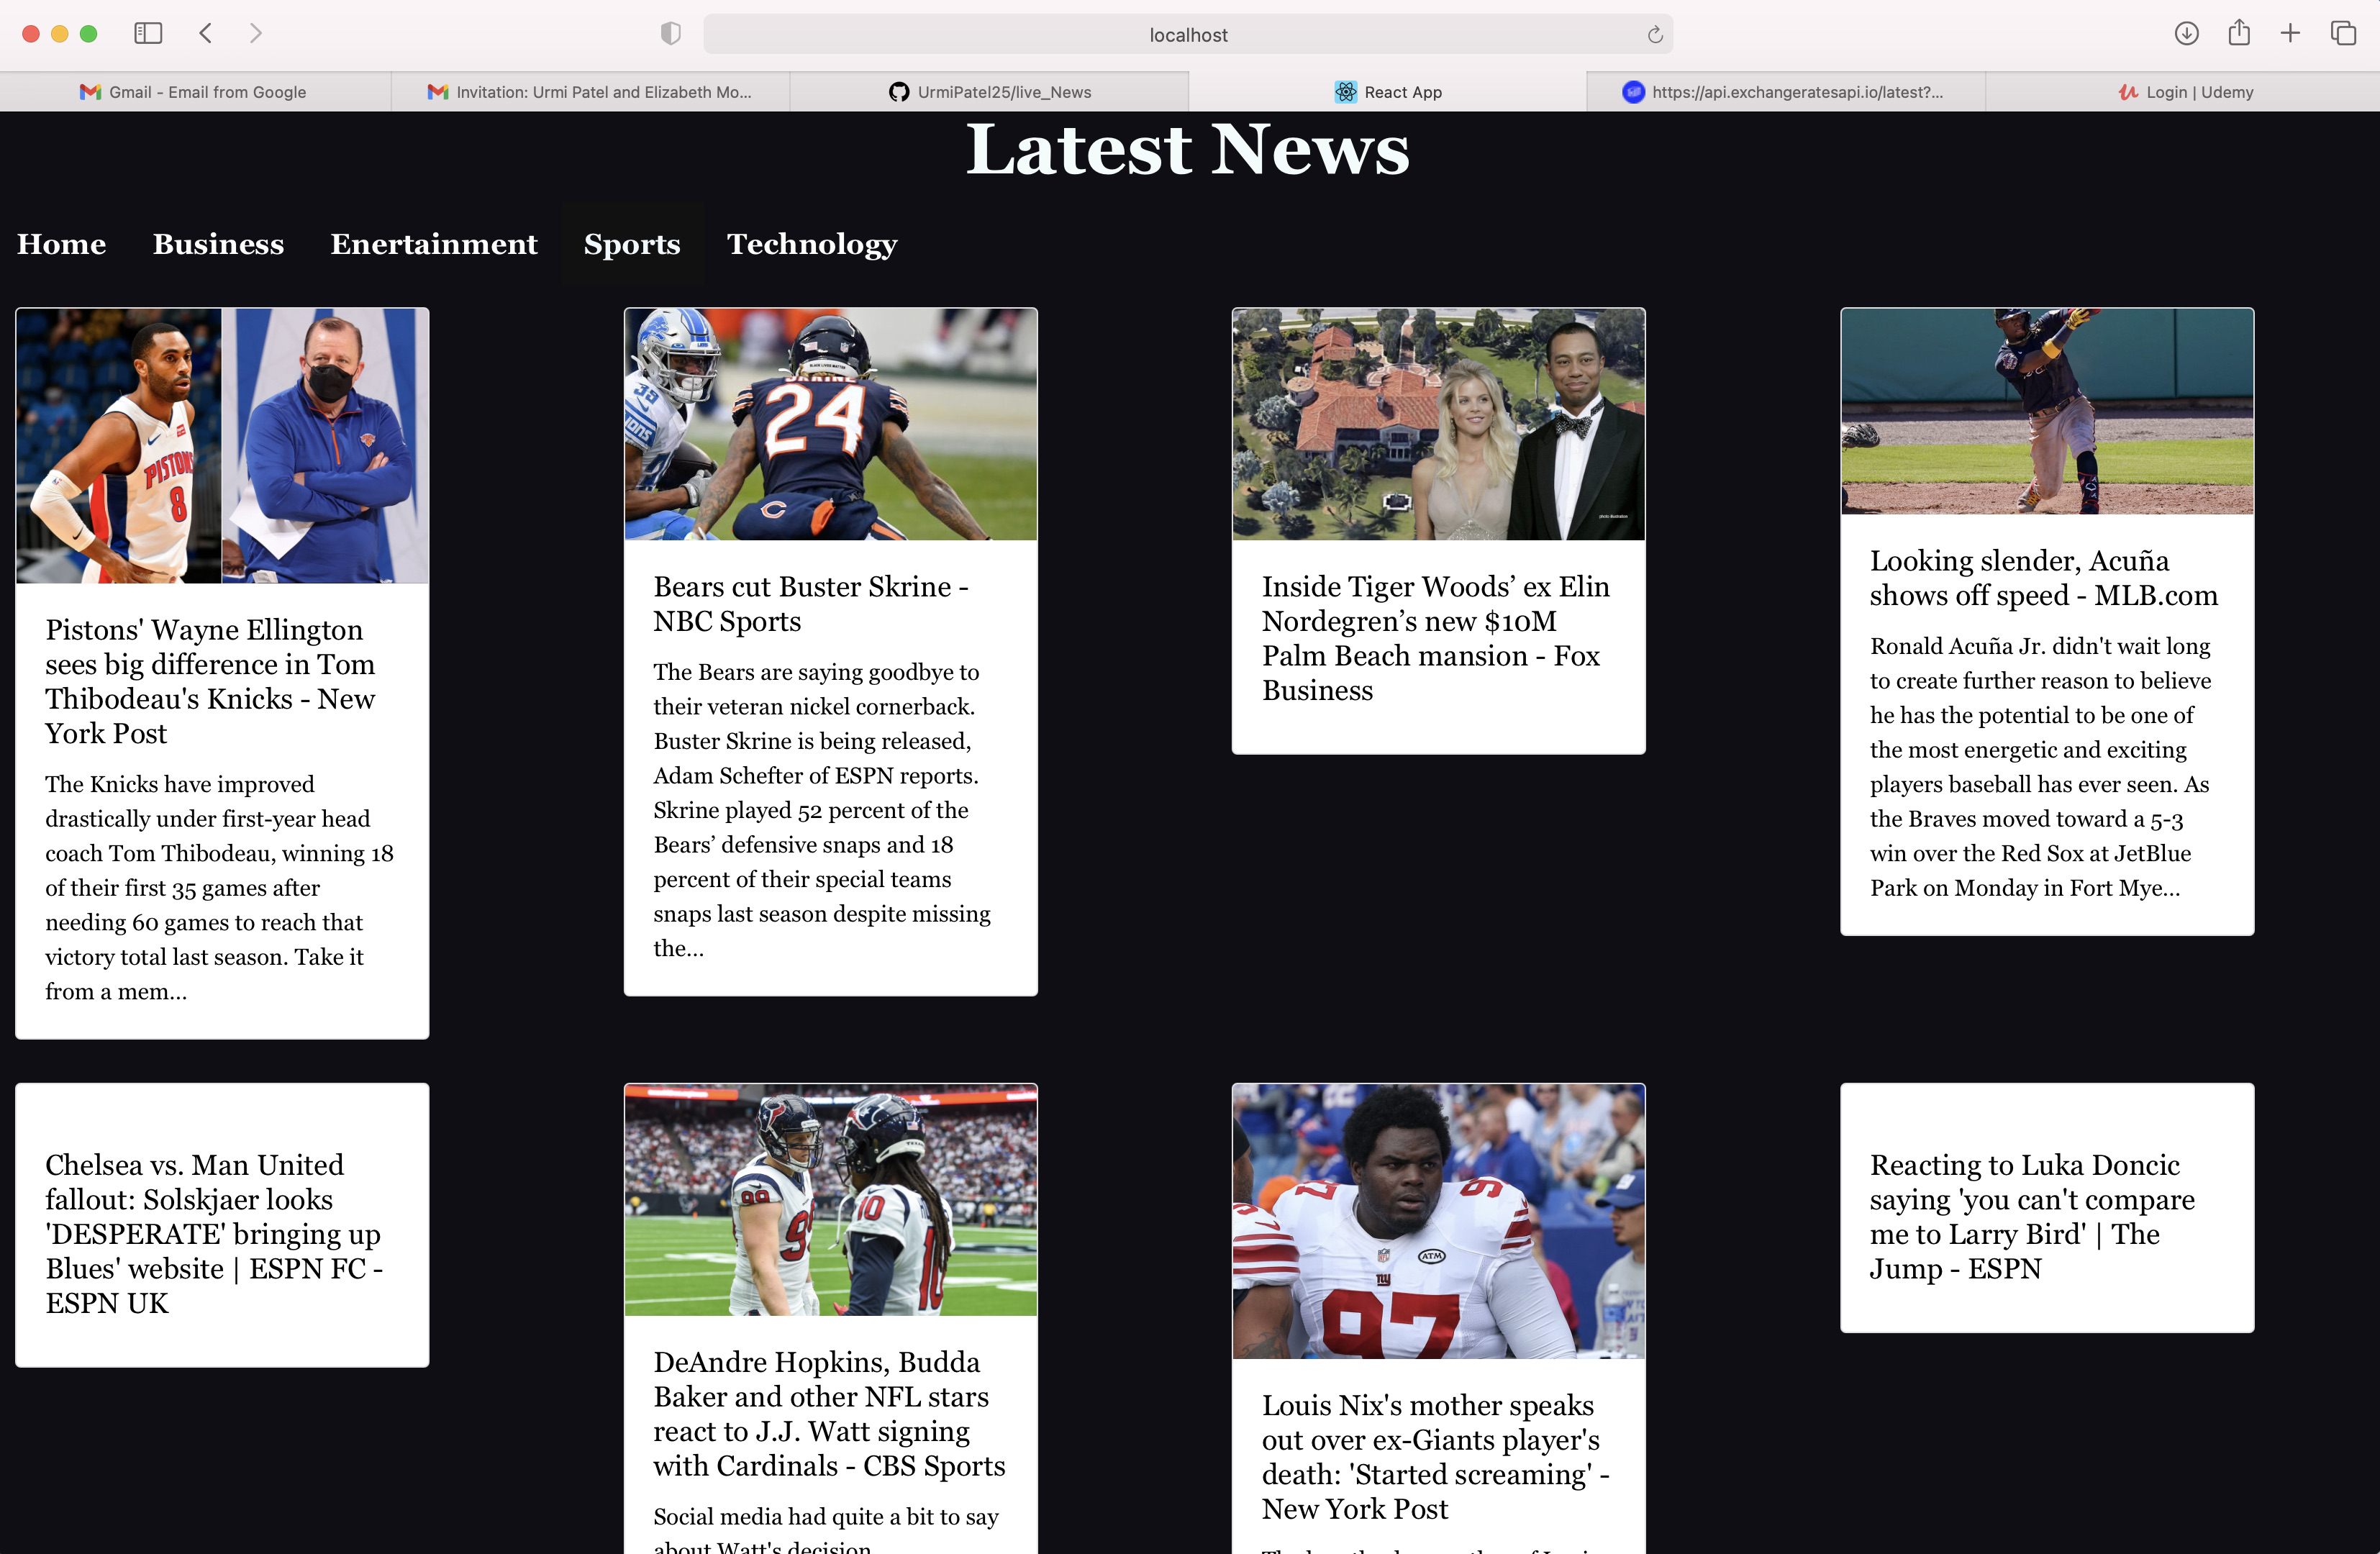 localhost
Gmail - Email from Google
Invitation: Urmi Patel and Elizabeth Mo...
UrmiPatel25/live_News
React App
https://api.exchangeratesapi.io/latest?...
Login | Udemy
Latest News
Home
Business
Enertainment
Sports
Technology
PISTONS
8
Pistons' Wayne Ellington
sees big difference in Tom
Thibodeau's Knicks - New
York Post
The Knicks have improved
drastically under first-year head
coach Tom Thibodeau, winning 18
of their first 35 games after
needing 60 games to reach that
victory total last season. Take it
from a mem...
35
LIONS
SKRINE
24
Bears cut Buster Skrine -
NBC Sports
The Bears are saying goodbye to
their veteran nickel cornerback.
Buster Skrine is being released,
Adam Schefter of ESPN reports.
Skrine played 52 percent of the
Bears’ defensive snaps and 18
percent of their special teams
snaps last season despite missing
the...
photo illustration
Inside Tiger Woods’ ex Elin
Nordegren’s new $10M
Palm Beach mansion - Fox
Business
Looking slender, Acuña
shows off speed - MLB.com
Ronald Acuña Jr. didn't wait long
to create further reason to believe
he has the potential to be one of
the most energetic and exciting
players baseball has ever seen. As
the Braves moved toward a 5-3
win over the Red Sox at JetBlue
Park on Monday in Fort Mye...
Chelsea vs. Man United
fallout: Solskjaer looks
'DESPERATE' bringing up
Blues' website | ESPN FC -
ESPN UK
99
10
DeAndre Hopkins, Budda
Baker and other NFL stars
react to J.J. Watt signing
with Cardinals - CBS Sports
Social media had quite a bit to say
about Watt's decision
97
ATM
ny
97
Louis Nix's mother speaks
out over ex-Giants player's
death: 'Started screaming' -
New York Post
Reacting to Luka Doncic
saying 'you can't compare
me to Larry Bird' | The
Jump - ESPN